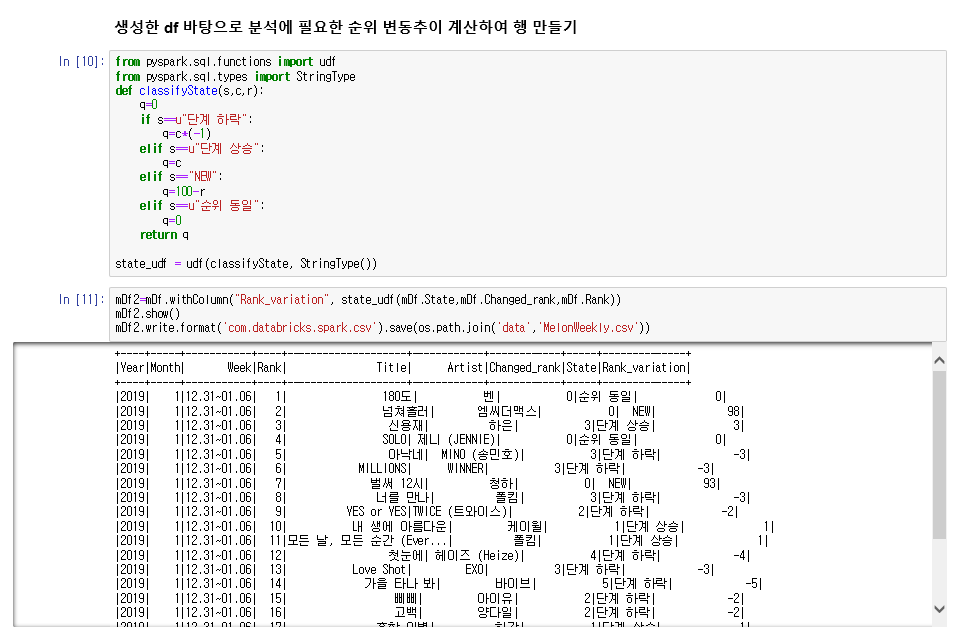 생성한 df 바탕으로 분석에 필요한 순위 변동추이 계산하여 행 만들기
In [10]:
from pyspark.sql.functions import udf
from pyspark.sql.types import StringType
def classifyState(s,c,r):
    q=0
    if s==u"단계 하락":
        q=c*(-1)
    elif s==u"단계 상승":
        q=c
    elif s=="NEW":
        q=100-r
    elif s==u"순위 동일":
        q=0
    return q

state_udf = udf(classifyState, StringType())
In [11]:
mDf2=mDf.withColumn("Rank_variation", state_udf(mDf.State,mDf.Changed_rank,mDf.Rank))
mDf2.show()
mDf2.write.format('com.databricks.spark.csv').save(os.path.join('data','MelonWeekly.csv'))
+----+-----+-----------+----+--------------------+------------+------------+-----+--------------+
|Year|Month|       Week|Rank|               Title|      Artist|Changed_rank|State|Rank_variation|
+----+-----+-----------+----+--------------------+------------+------------+-----+--------------+
|2019|    1|12.31~01.06|   1|                180도|           벤|           0|순위 동일|             0|
|2019|    1|12.31~01.06|   2|                넘쳐흘러|       엠씨더맥스|           0|  NEW|            98|
|2019|    1|12.31~01.06|   3|                 신용재|          하은|           3|단계 상승|             3|
|2019|    1|12.31~01.06|   4|                SOLO| 제니 (JENNIE)|           0|순위 동일|             0|
|2019|    1|12.31~01.06|   5|                 아낙네|  MINO (송민호)|           3|단계 하락|            -3|
|2019|    1|12.31~01.06|   6|            MILLIONS|      WINNER|           3|단계 하락|            -3|
|2019|    1|12.31~01.06|   7|              벌써 12시|          청하|           0|  NEW|            93|
|2019|    1|12.31~01.06|   8|               너를 만나|          폴킴|           3|단계 하락|            -3|
|2019|    1|12.31~01.06|   9|          YES or YES|TWICE (트와이스)|           2|단계 하락|            -2|
|2019|    1|12.31~01.06|  10|           내 생에 아름다운|         케이윌|           1|단계 상승|             1|
|2019|    1|12.31~01.06|  11|모든 날, 모든 순간 (Ever...|          폴킴|           1|단계 상승|             1|
|2019|    1|12.31~01.06|  12|                 첫눈에| 헤이즈 (Heize)|           4|단계 하락|            -4|
|2019|    1|12.31~01.06|  13|           Love Shot|         EXO|           3|단계 하락|            -3|
|2019|    1|12.31~01.06|  14|             가을 타나 봐|         바이브|           5|단계 하락|            -5|
|2019|    1|12.31~01.06|  15|                  삐삐|         아이유|           2|단계 하락|            -2|
|2019|    1|12.31~01.06|  16|                  고백|         양다일|           2|단계 하락|            -2|